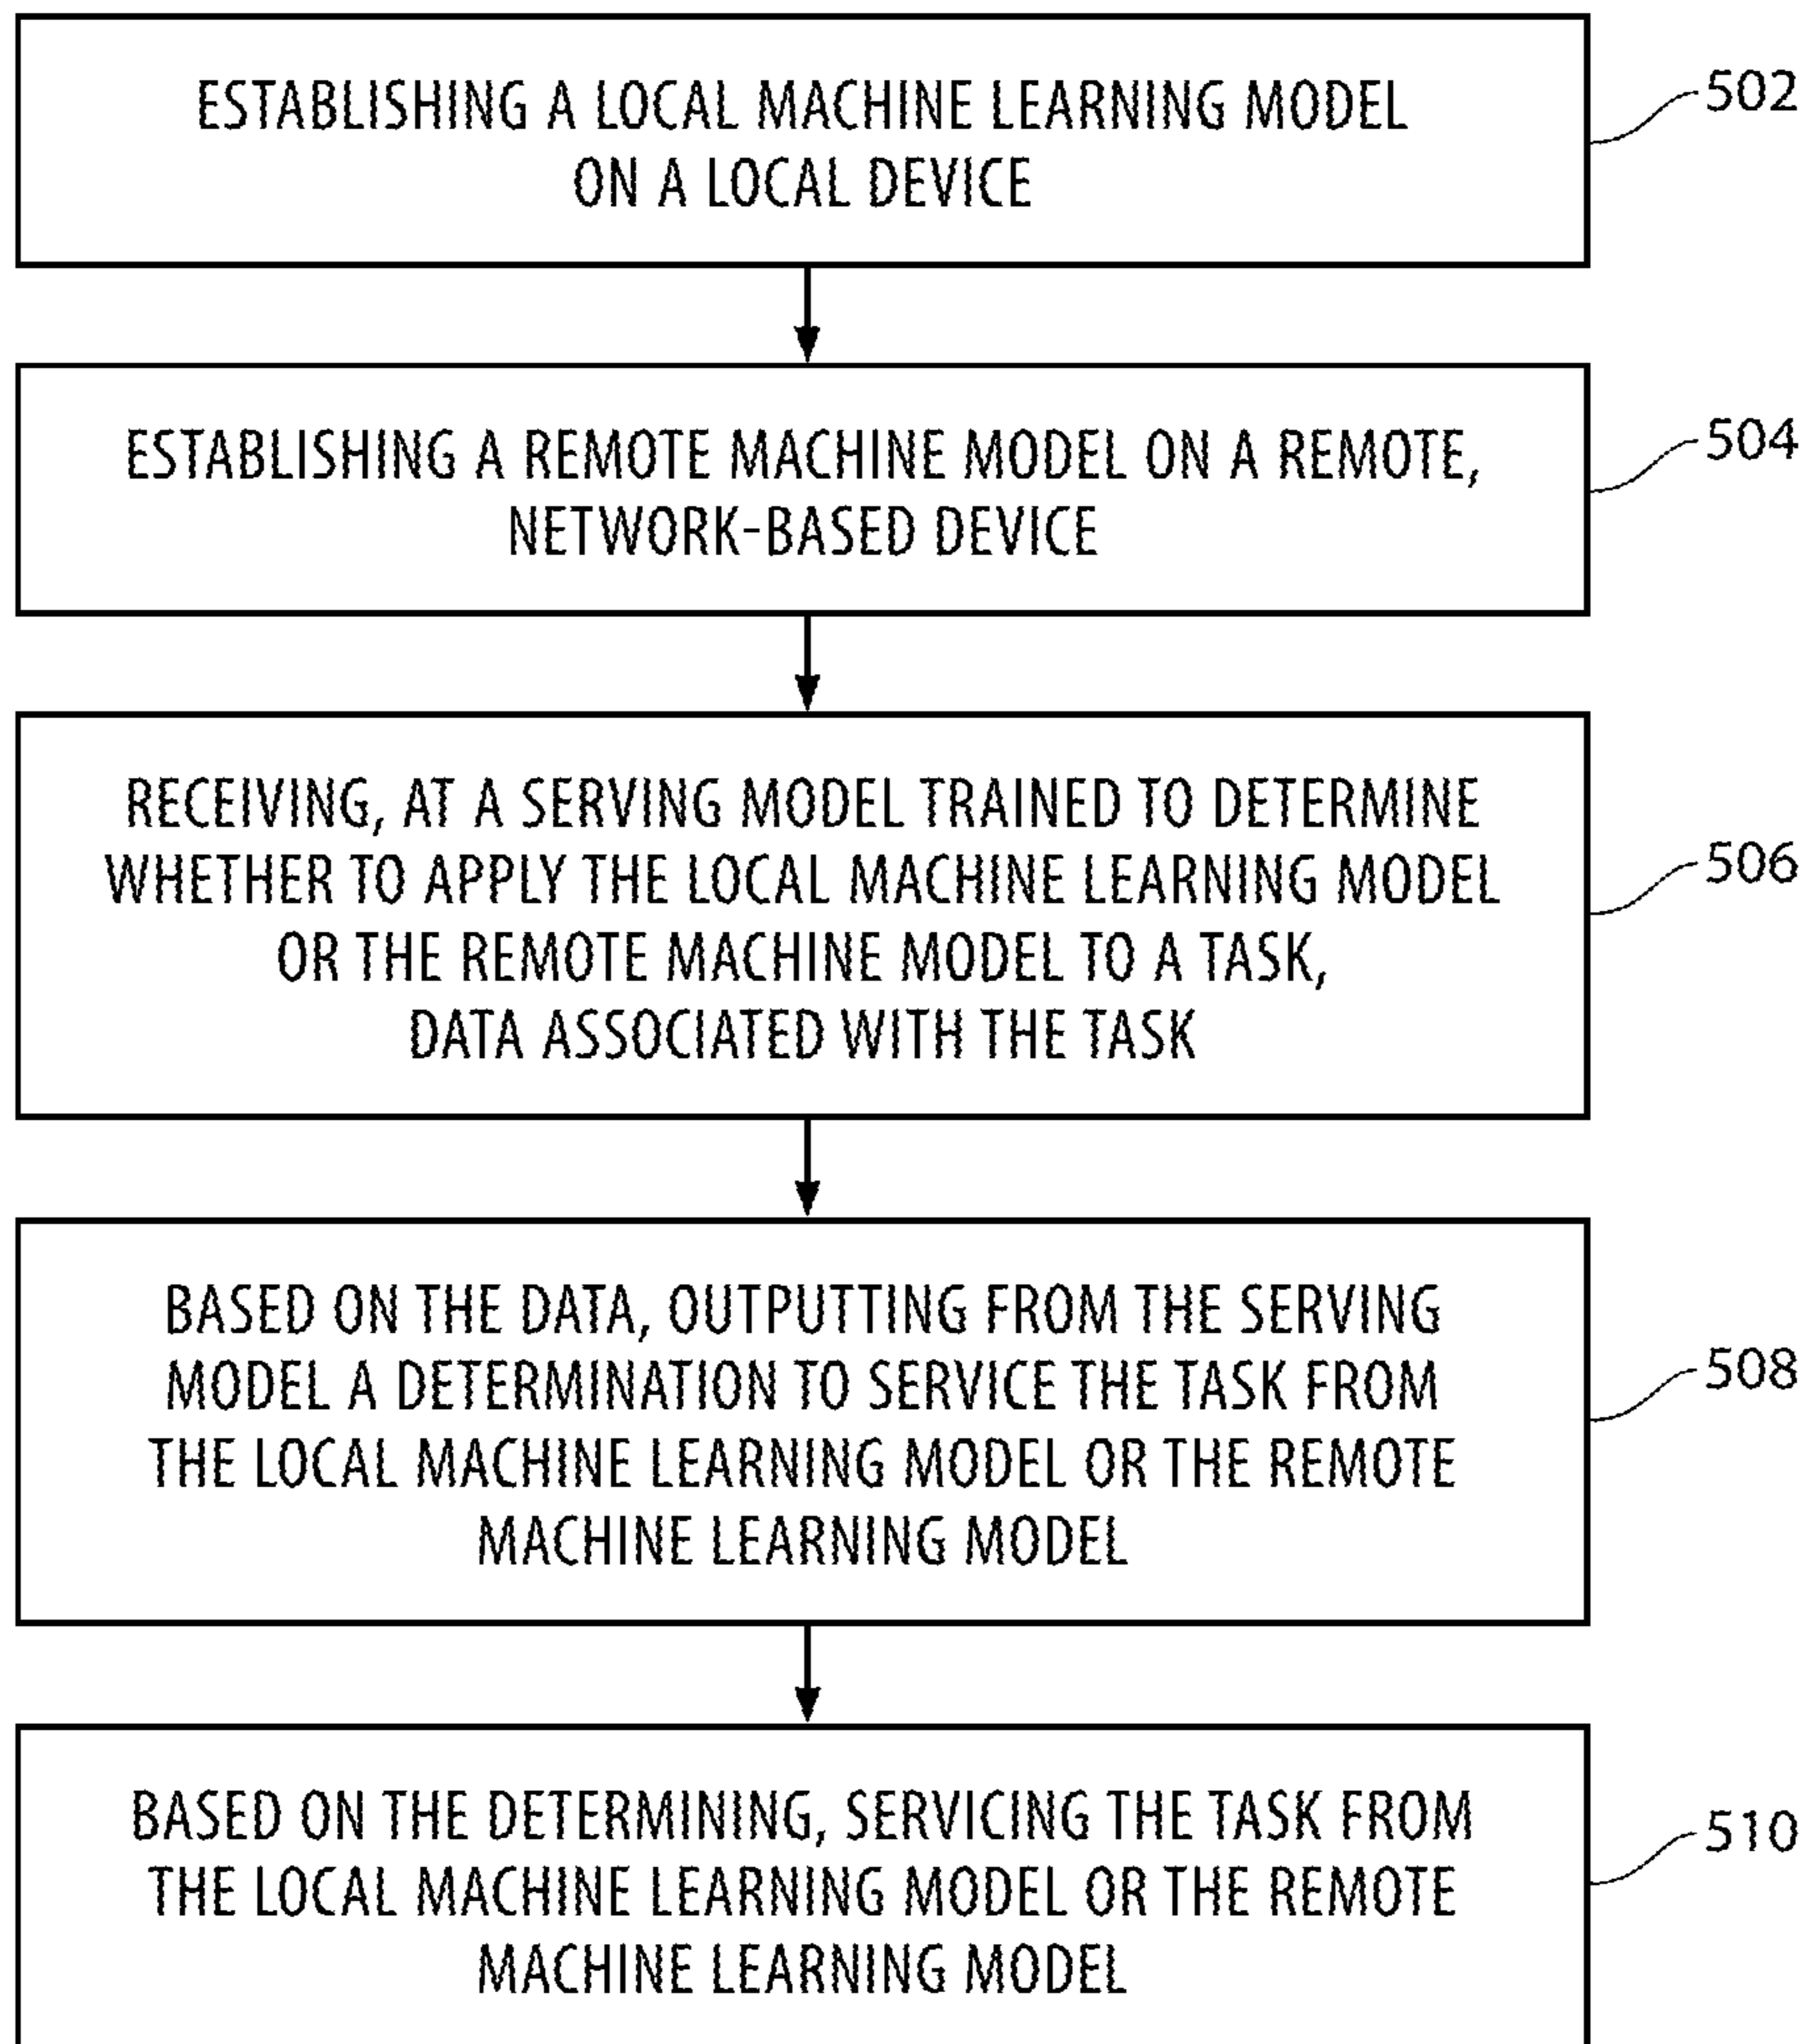 ESTABLISHING A LOCAL MACHINE LEARNING MODEL
ON A LOCAL DEVICE
502
ESTABLISHING A REMOTE MACHINE MODEL ON A REMOTE,
NETWORK-BASED DEVICE
504
RECEIVING, AT A SERVING MODEL TRAINED TO DETERMINE
WHETHER TO APPLY THE LOCAL MACHINE LEARNING MODEL
OR THE REMOTE MACHINE MODEL TO A TASK,
DATA ASSOCIATED WITH THE TASK
506
BASED ON THE DATA, OUTPUTTING FROM THE SERVING
MODEL A DETERMINATION TO SERVICE THE TASK FROM
THE LOCAL MACHINE LEARNING MODEL OR THE REMOTE
MACHINE LEARNING MODEL
508
BASED ON THE DETERMINING, SERVICING THE TASK FROM
THE LOCAL MACHINE LEARNING MODEL OR THE REMOTE
MACHINE LEARNING MODEL
510